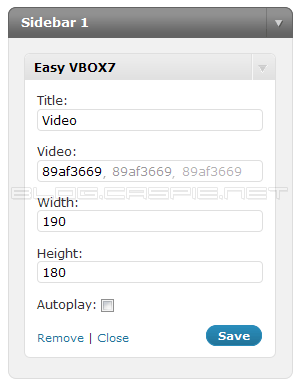 Sidebar 1
Easy VBOX7
Title:
Video
Video:
89af3669, 89af3669, 89af3669
BLOG.CASPIE.NET
Width:
190
Height:
180
Autoplay:
Remove | Close
Save